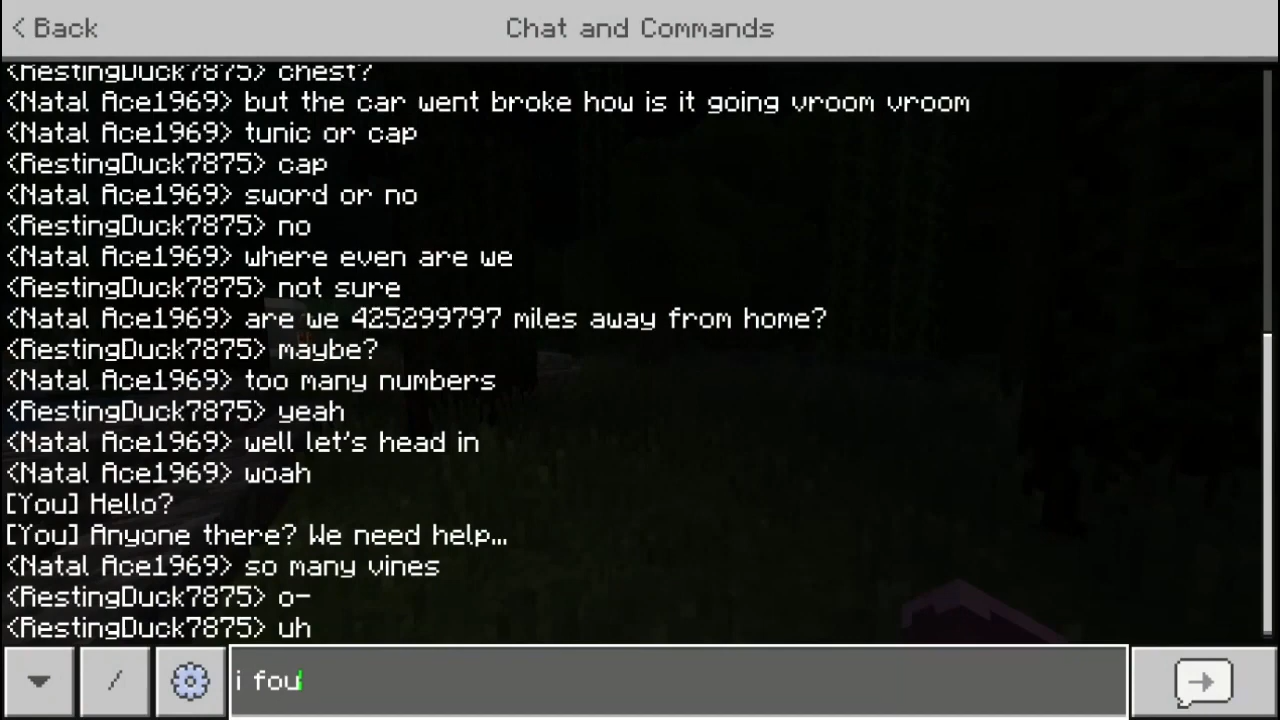 < Back
Chat and Commands
<RestingDuck7875> chest?
<Natal Ace1969> but the car went broke how is it going vroom vroom
<Natal Ace1969> tunic or cap
<RestingDuck7875> cap
<Natal Ace1969> sword or no
<RestingDuck7875> no
<Natal Ace1969> where even are we
<RestingDuck7875> not sure
<Natal Ace1969> are we 425299797 miles away from home?
<RestingDuck7875> maybe?
<Natal Ace1969> too many numbers
<RestingDuck7875> yeah
<Natal Ace1969> well let's head in
<Natal Ace1969> woah
[You] Hello?
[You] Anyone there? We need help...
<Natal Ace1969> so many vines
<RestingDuck7875> o-
<RestingDuck7875> uh
/
i fou